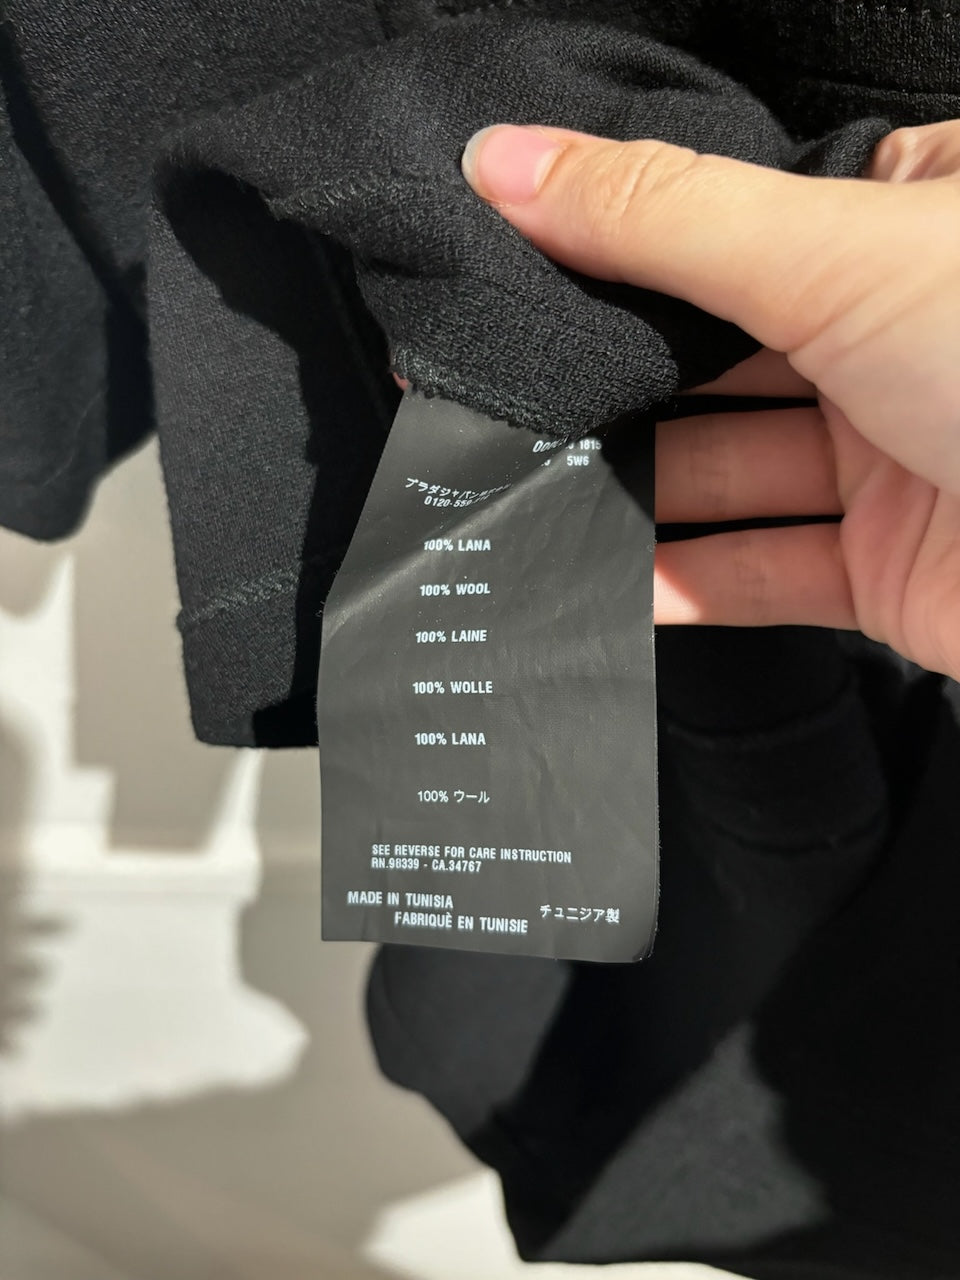 1815
5W6
プラダジャパン
100% LANA
100% WOOL
100% LAINE
100% WOLLE
100% LANA
100% ウール
SEE REVERSE FOR CARE INSTRUCTION
RN.98339 - CA.34767
MADE IN TUNISIA
FABRIQUÈ EN TUNISIE
チュニジア製